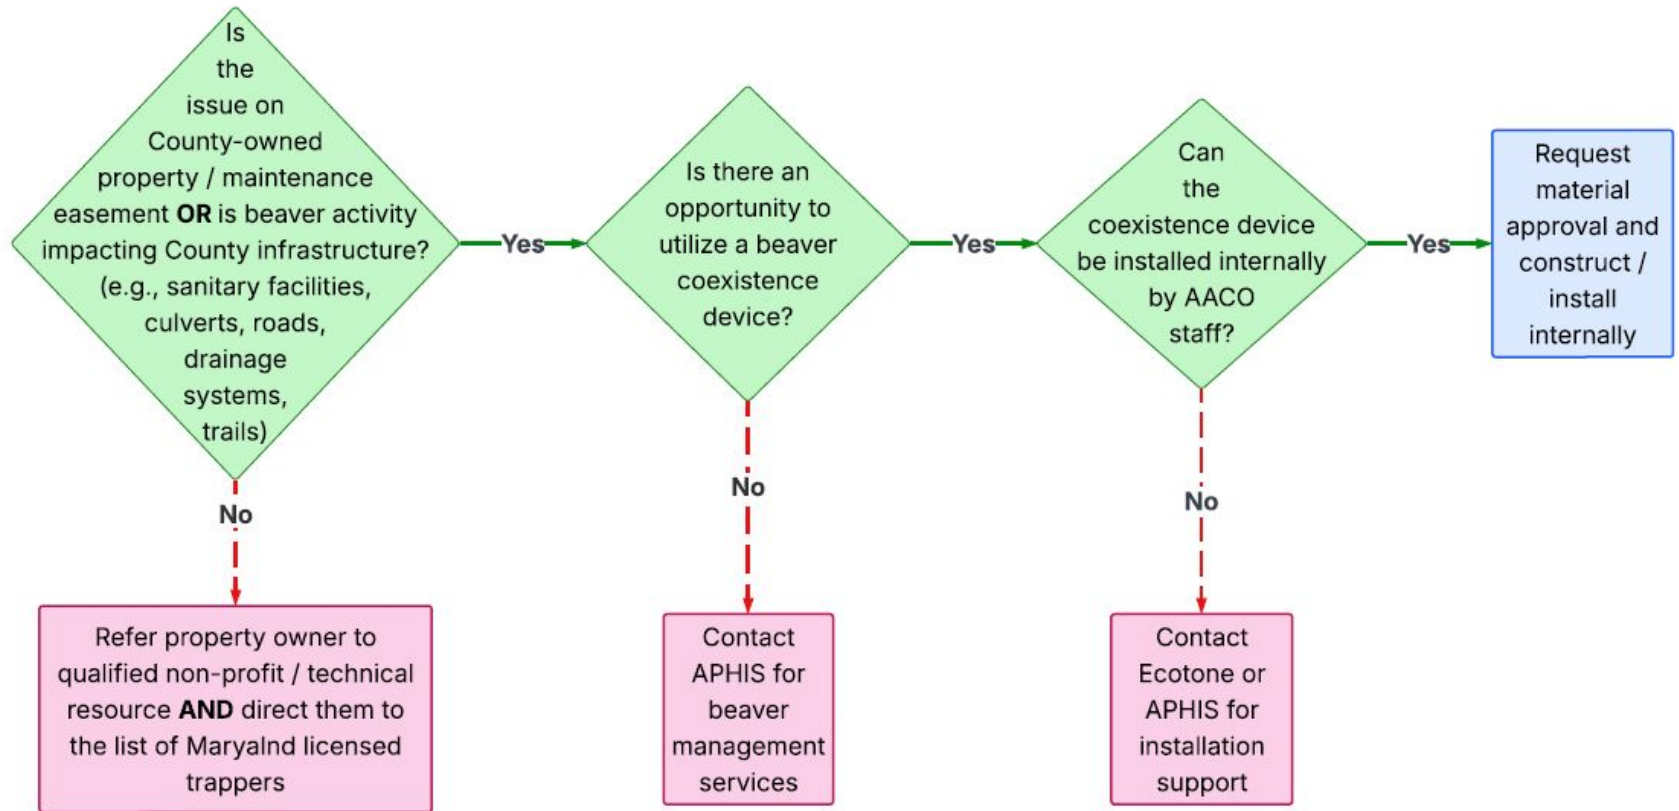 Is
the
issue on
County-owned
property / maintenance
easement OR is beaver activity
impacting County infrastructure?
(e.g., sanitary facilities,
culverts, roads,
drainage
systems,
trails)
Yes
No
Refer property owner to
qualified non-profit / technical
resource AND direct them to
the list of Maryalnd licensed
trappers
Is there an
opportunity to
utilize a beaver
coexistence
device?
Yes
No
Contact
APHIS for
beaver
management
services
Can
the
coexistence device
be installed internally
by AACO
staff?
Yes
No
Contact
Ecotone or
APHIS for
installation
support
Request
material
approval and
construct /
install
internally